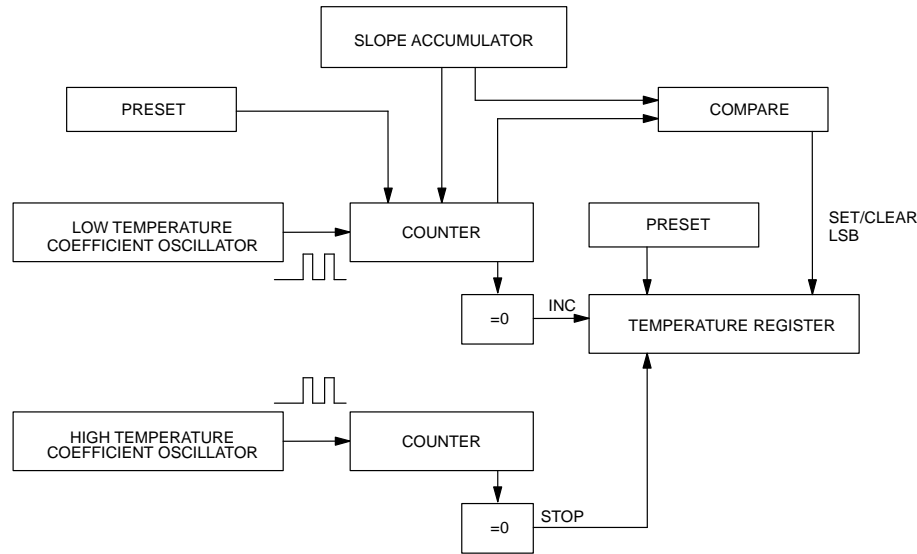 SLOPE ACCUMULATOR
PRESET
COMPARE
LOW TEMPERATURE
COEFFICIENT OSCILLATOR
COUNTER
PRESET
SET/CLEAR
LSB
=0
INC
TEMPERATURE REGISTER
HIGH TEMPERATURE
COEFFICIENT OSCILLATOR
COUNTER
=0
STOP